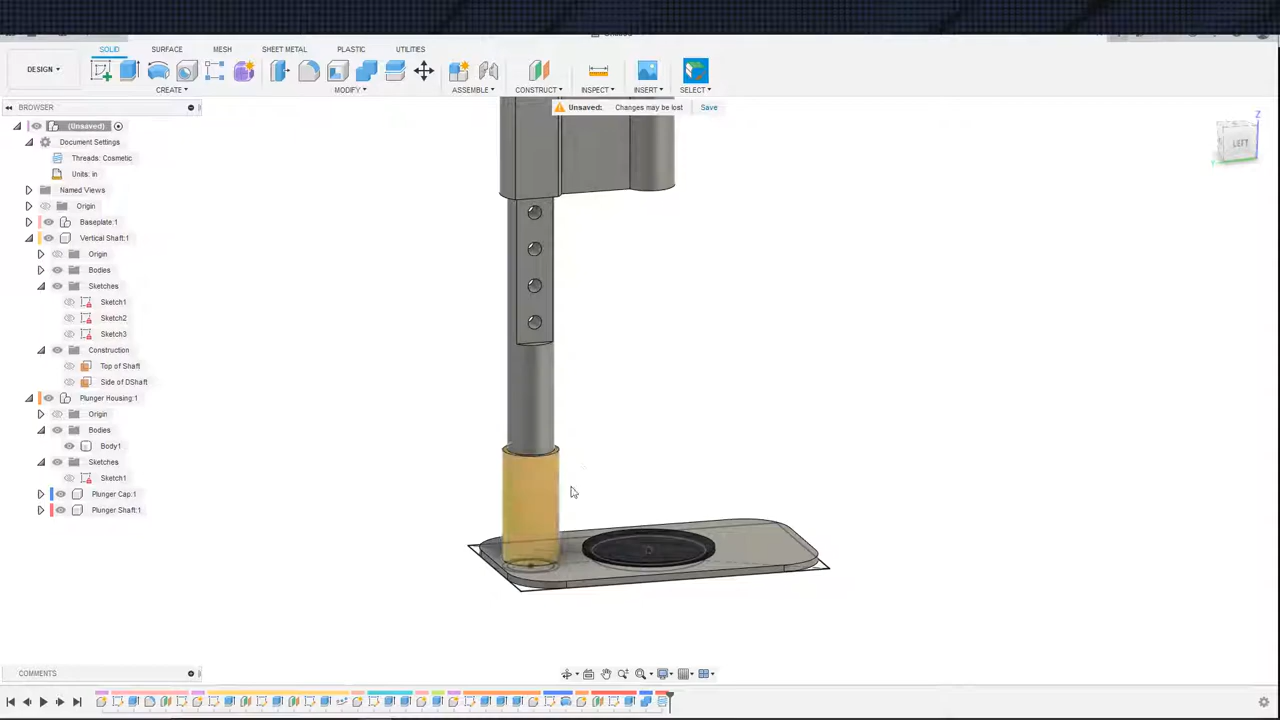 SOLID SURFACE MESH SHEET METAL PLASTIC UTILITIES
DESIGN
CREATE MODIFY ASSEMBLE CONSTRUCT INSPECT INSERT SELECT
BROWSER
Unsaved: Changes may be lost Save
(Unsaved)
Document Settings
Threads: Cosmetic
Units: in
Named Views
Origin
Baseplate:1
Vertical Shaft:1
Origin
Bodies
Sketches
Sketch1
Sketch2
Sketch3
Construction
Top of Shaft
Side of DShaft
Plunger Housing:1
Origin
Bodies
Body1
Sketches
Sketch1
Plunger Cap:1
Plunger Shaft:1
Z
LEFT
COMMENTS